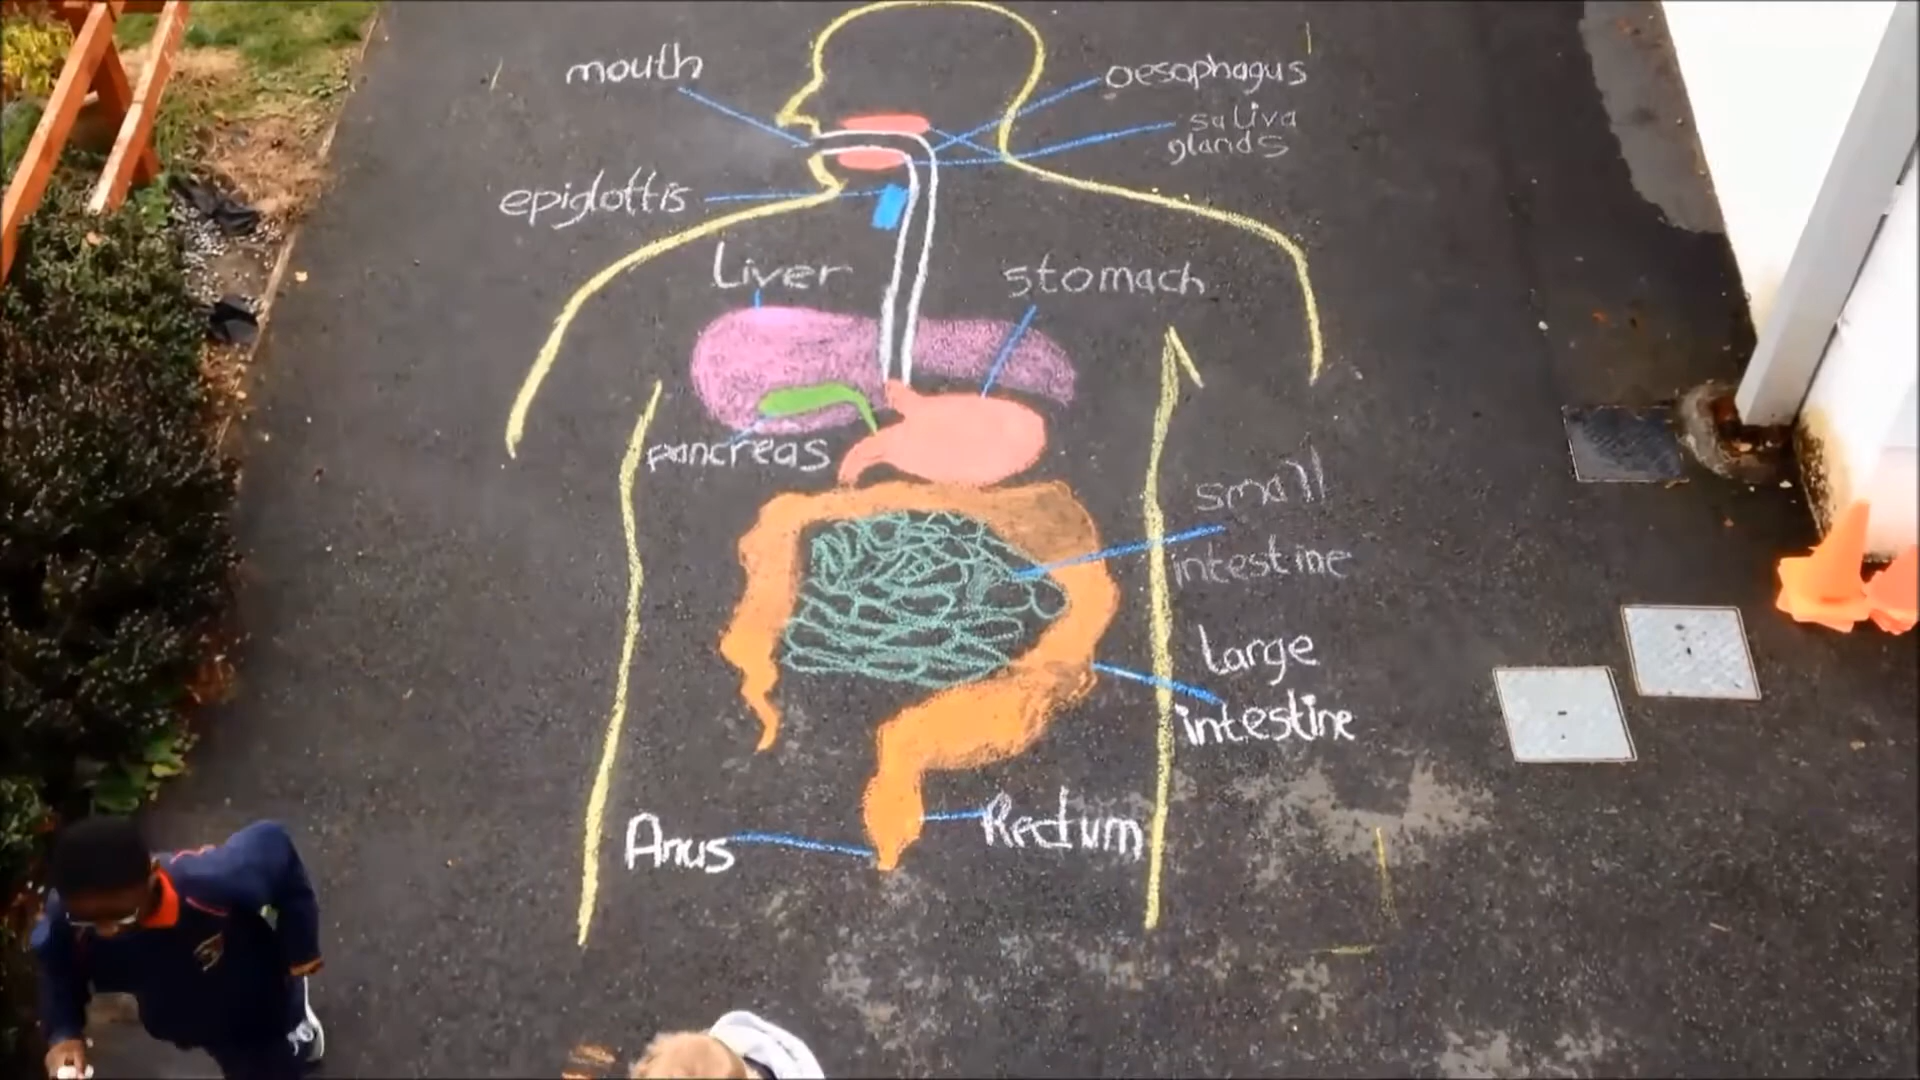 mouth
oesophagus
saliva
glands
epiglottis
Liver
stomach
pancreas
small
intestine
Large
intestine
Anus
Rectum